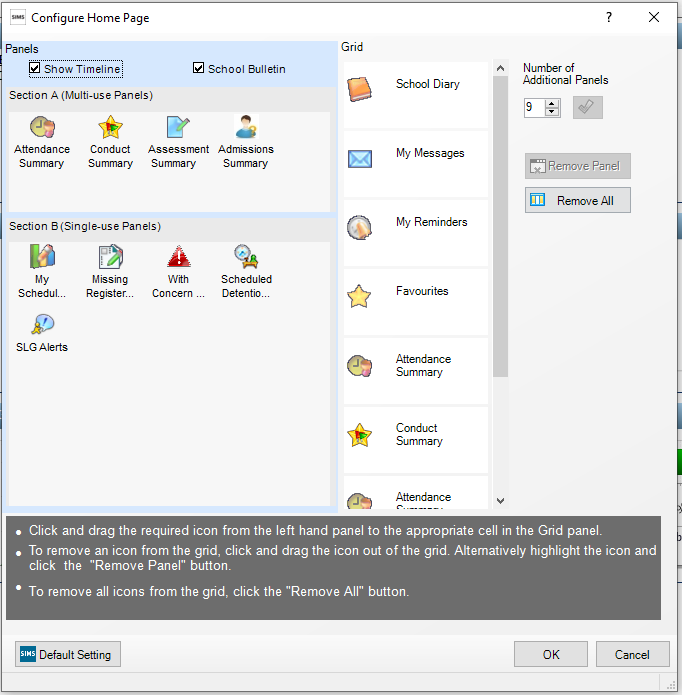 SIMS Configure Home Page ?
Panels
Show Timeline
School Bulletin
Section A (Multi-use Panels)
Attendance Summary
Conduct Summary
Assessment Summary
Admissions Summary
Section B (Single-use Panels)
My Schedul...
Missing Register...
With Concern ...
Scheduled Detentio...
SLG Alerts
Grid
School Diary
My Messages
My Reminders
Favourites
Attendance
Summary
Conduct
Summary
Attendance
Summary
Number of
Additional Panels
9
Remove Panel
Remove All
Click and drag the required icon from the left hand panel to the appropriate cell in the Grid panel.
To remove an icon from the grid, click and drag the icon out of the grid. Alternatively highlight the icon and
click the "Remove Panel" button.
To remove all icons from the grid, click the "Remove All" button.
SIMS Default Setting
OK
Cancel